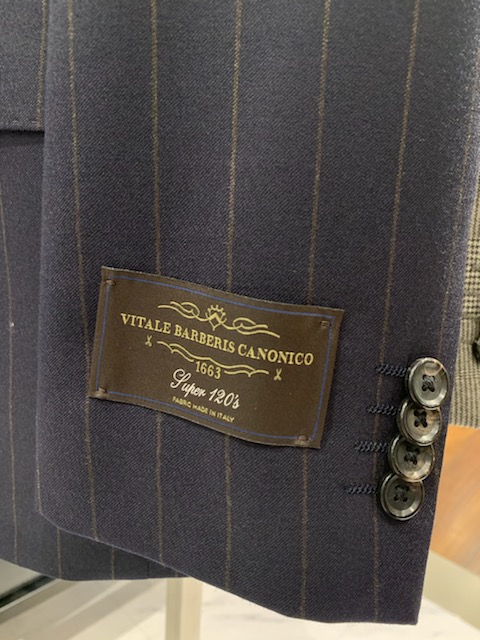 VITALE BARBERIS CANONICO
1663
Super 120's
FABRIC MADE IN ITALY